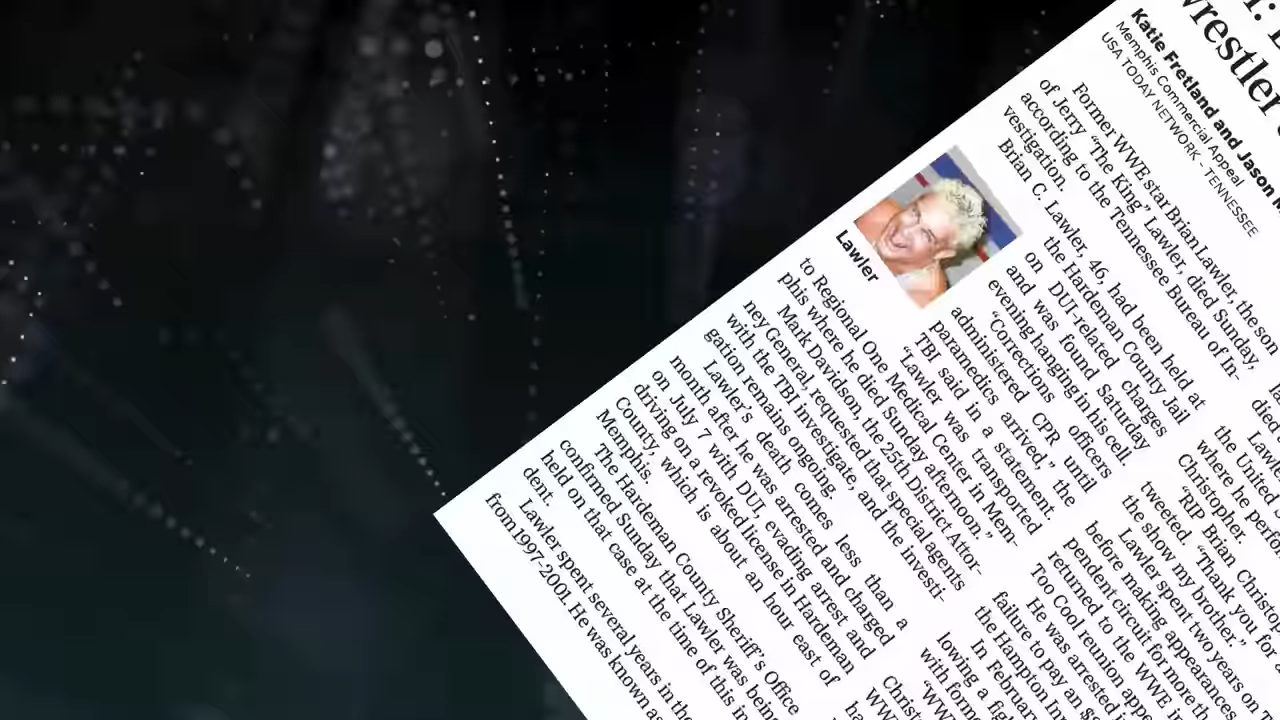 wrestler
Katie Fretland and Jason
Memphis Commercial Appeal
USA TODAY NETWORK - TENNESSEE
Former WWE star Brian Lawler, the son
of Jerry “The King” Lawler, died Sunday,
according to the Tennessee Bureau of In-
vestigation.
Brian C. Lawler, 46, had been held at
the Hardeman County Jail
on DUI-related charges
and was found Saturday
evening hanging in his cell.
“Corrections officers
administered CPR until
paramedics arrived,” the
TBI said in a statement.
“Lawler was transported
to Regional One Medical Center in Mem-
phis where he died Sunday afternoon.”
Mark Davidson, the 25th District Attor-
ney General, requested that special agents
with the TBI investigate, and the investi-
gation remains ongoing.
Lawler’s death comes less than a
month after he was arrested and charged
on July 7 with DUI, evading arrest and
driving on a revoked license in Hardeman
County, which is about an hour east of
Memphis.
The Hardeman County Sheriff’s Office
confirmed Sunday that Lawler was being
held on that case at the time of this in
dent.
Lawler spent several years in the
from 1997-2001. He was known as
Lawler
died
Lawl
the United
where he perfor
Christopher.
“RIP Brian Christo
tweeted. “Thank you for
the show my brother.”
Lawler spent two years on
before making appearances
pendent circuit for more th
returned to the WWE in
Too Cool reunion app
He was arrested i
failure to pay an $
the Hampton In
In Februar
lowing a fig
with forme
“WW
Christ
WWE
ha